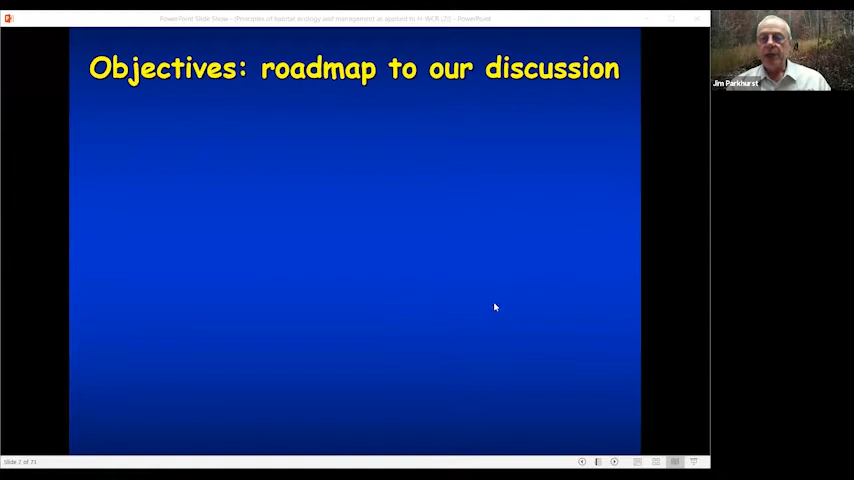 PowerPoint Slide Show - [Principles of habitat ecology and management as applied to H-WCR (2)] - PowerPoint
Objectives: roadmap to our discussion
Jim Parkhurst
Slide 7 of 71